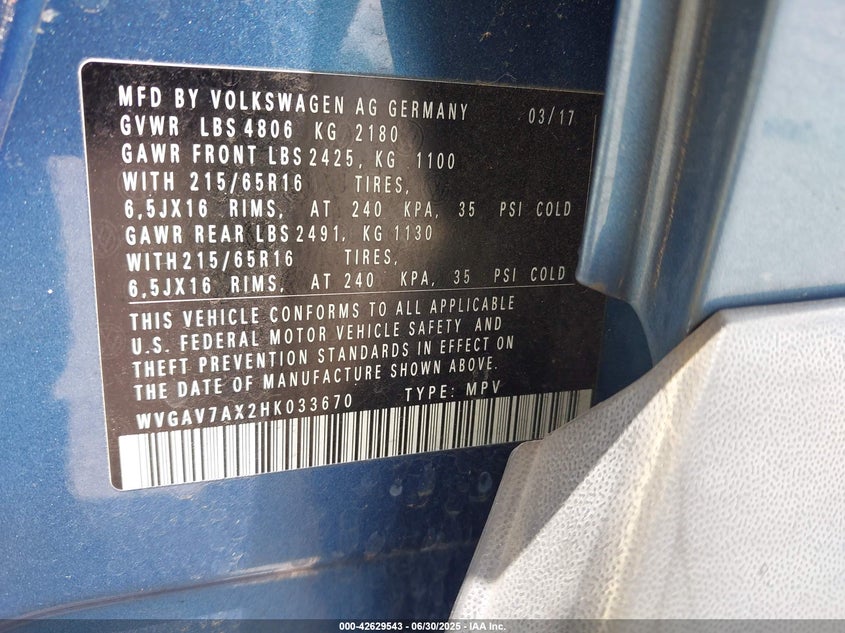 MFD BY VOLKSWAGEN AG GERMANY 03/17
GVWR LBS 4806 KG 2180
GAWR FRONT LBS 2425, KG 1100
WITH 215/65R16 TIRES,
6,5JX16 RIMS, AT 240 KPA, 35 PSI COLD
GAWR REAR LBS 2491, KG 1130
WITH 215/65R16 TIRES,
6,5JX16 RIMS, AT 240 KPA, 35 PSI COLD
THIS VEHICLE CONFORMS TO ALL APPLICABLE
U.S. FEDERAL MOTOR VEHICLE SAFETY AND
THEFT PREVENTION STANDARDS IN EFFECT ON
THE DATE OF MANUFACTURE SHOWN ABOVE.
WVGAV7AX2HK033670 TYPE: MPV
000-42629543 // 06/30/2025 - IAA Inc.